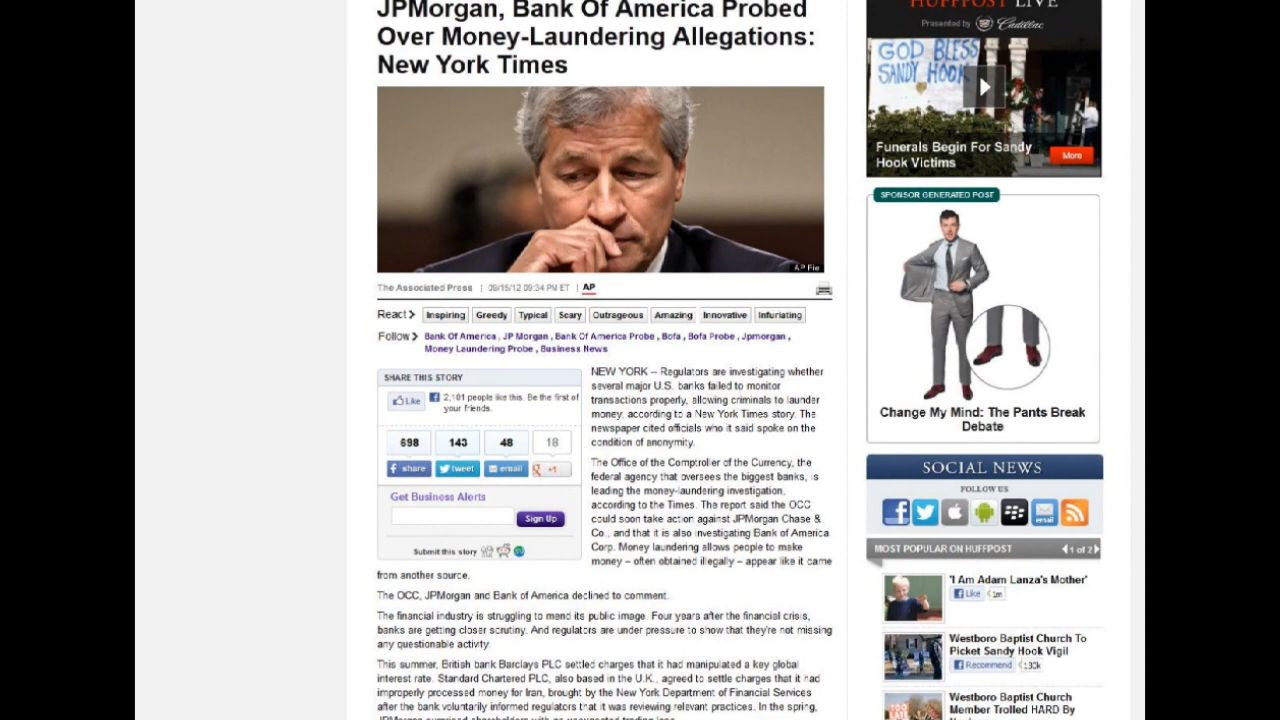 JPMorgan, Bank Of America Probed
Over Money-Laundering Allegations:
New York Times
AP File
The Associated Press | 09/15/12 09:34 PM ET | AP
React
Inspiring Greedy Typical Scary Outrageous Amazing Innovative Infuriating
Follow
Bank Of America , JP Morgan , Bank Of America Probe , Bofa , Bofa Probe , Jpmorgan ,
Money Laundering Probe , Business News
SHARE THIS STORY
Like
2,101 people like this. Be the first of
your friends.
698 143 48 18
share tweet email +1
Get Business Alerts
Sign Up
Submit this story
NEW YORK -- Regulators are investigating whether
several major U.S. banks failed to monitor
transactions properly, allowing criminals to launder
money, according to a New York Times story. The
newspaper cited officials who it said spoke on the
condition of anonymity.
The Office of the Comptroller of the Currency, the
federal agency that oversees the biggest banks, is
leading the money-laundering investigation,
according to the Times. The report said the OCC
could soon take action against JPMorgan Chase &
Co., and that it is also investigating Bank of America
Corp. Money laundering allows people to make
money – often obtained illegally – appear like it came
from another source.
The OCC, JPMorgan and Bank of America declined to comment.
The financial industry is struggling to mend its public image. Four years after the financial crisis,
banks are getting closer scrutiny. And regulators are under pressure to show that they're not missing
any questionable activity.
This summer, British bank Barclays PLC settled charges that it had manipulated a key global
interest rate. Standard Chartered PLC, also based in the U.K., agreed to settle charges that it had
improperly processed money for Iran, brought by the New York Department of Financial Services
after the bank voluntarily informed regulators that it was reviewing relevant practices. In the spring,
JPMorgan surprised shareholders with an unexpected trading loss
HUFFPOST LIVE
Presented by Cadillac
GOD BLESS
SANDY HOOK
Funerals Begin For Sandy
Hook Victims
More
SPONSOR GENERATED POST
Change My Mind: The Pants Break
Debate
SOCIAL NEWS
FOLLOW US
email
MOST POPULAR ON HUFFPOST
1 of 2
'I Am Adam Lanza's Mother'
Like 1m
Westboro Baptist Church To
Picket Sandy Hook Vigil
Recommend 130k
Westboro Baptist Church
Member Trolled HARD By